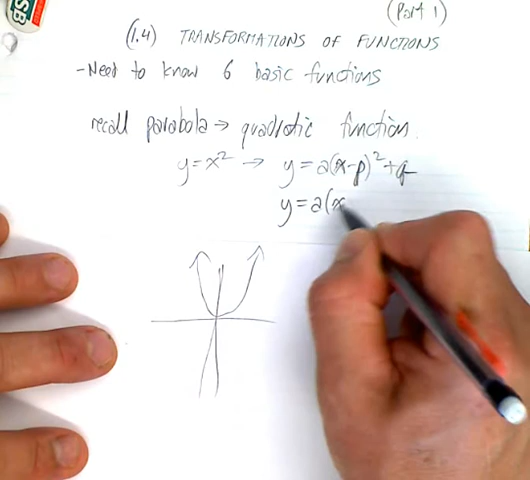 (Part 1)
(1.4) TRANSFORMATIONS OF FUNCTIONS
-Need to know 6 basic functions
recall parabola → quadratic function.
y=x² → y=a(x-p)²+q
y=a(x